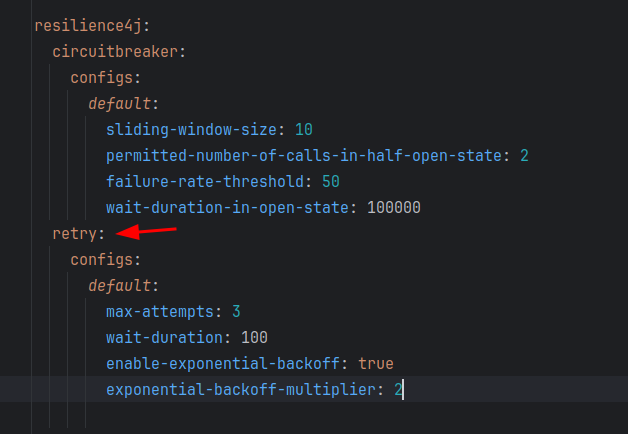 resilience4j:
  circuitbreaker:
    configs:
      default:
        sliding-window-size: 10
        permitted-number-of-calls-in-half-open-state: 2
        failure-rate-threshold: 50
        wait-duration-in-open-state: 100000
  retry:
    configs:
      default:
        max-attempts: 3
        wait-duration: 100
        enable-exponential-backoff: true
        exponential-backoff-multiplier: 2